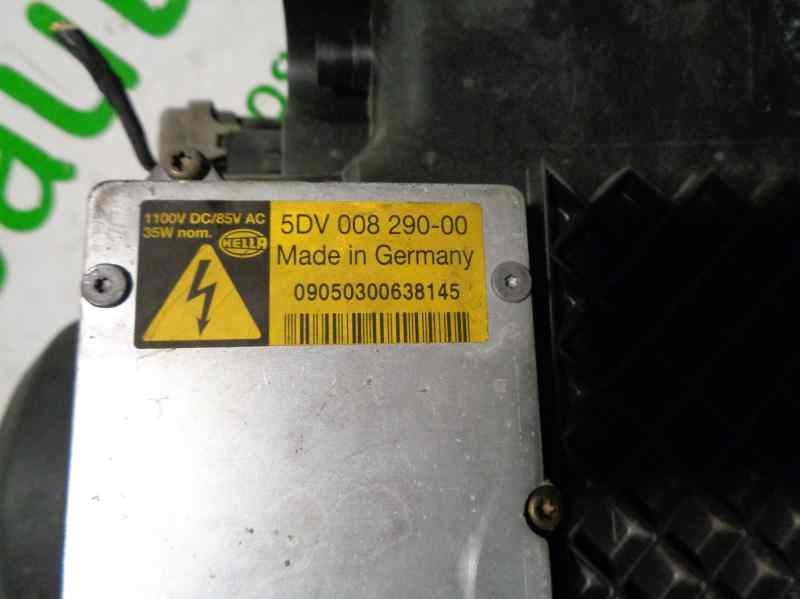 1100V DC/85V AC
35W nom.
HELLA
5DV 008 290-00
Made in Germany
09050300638145